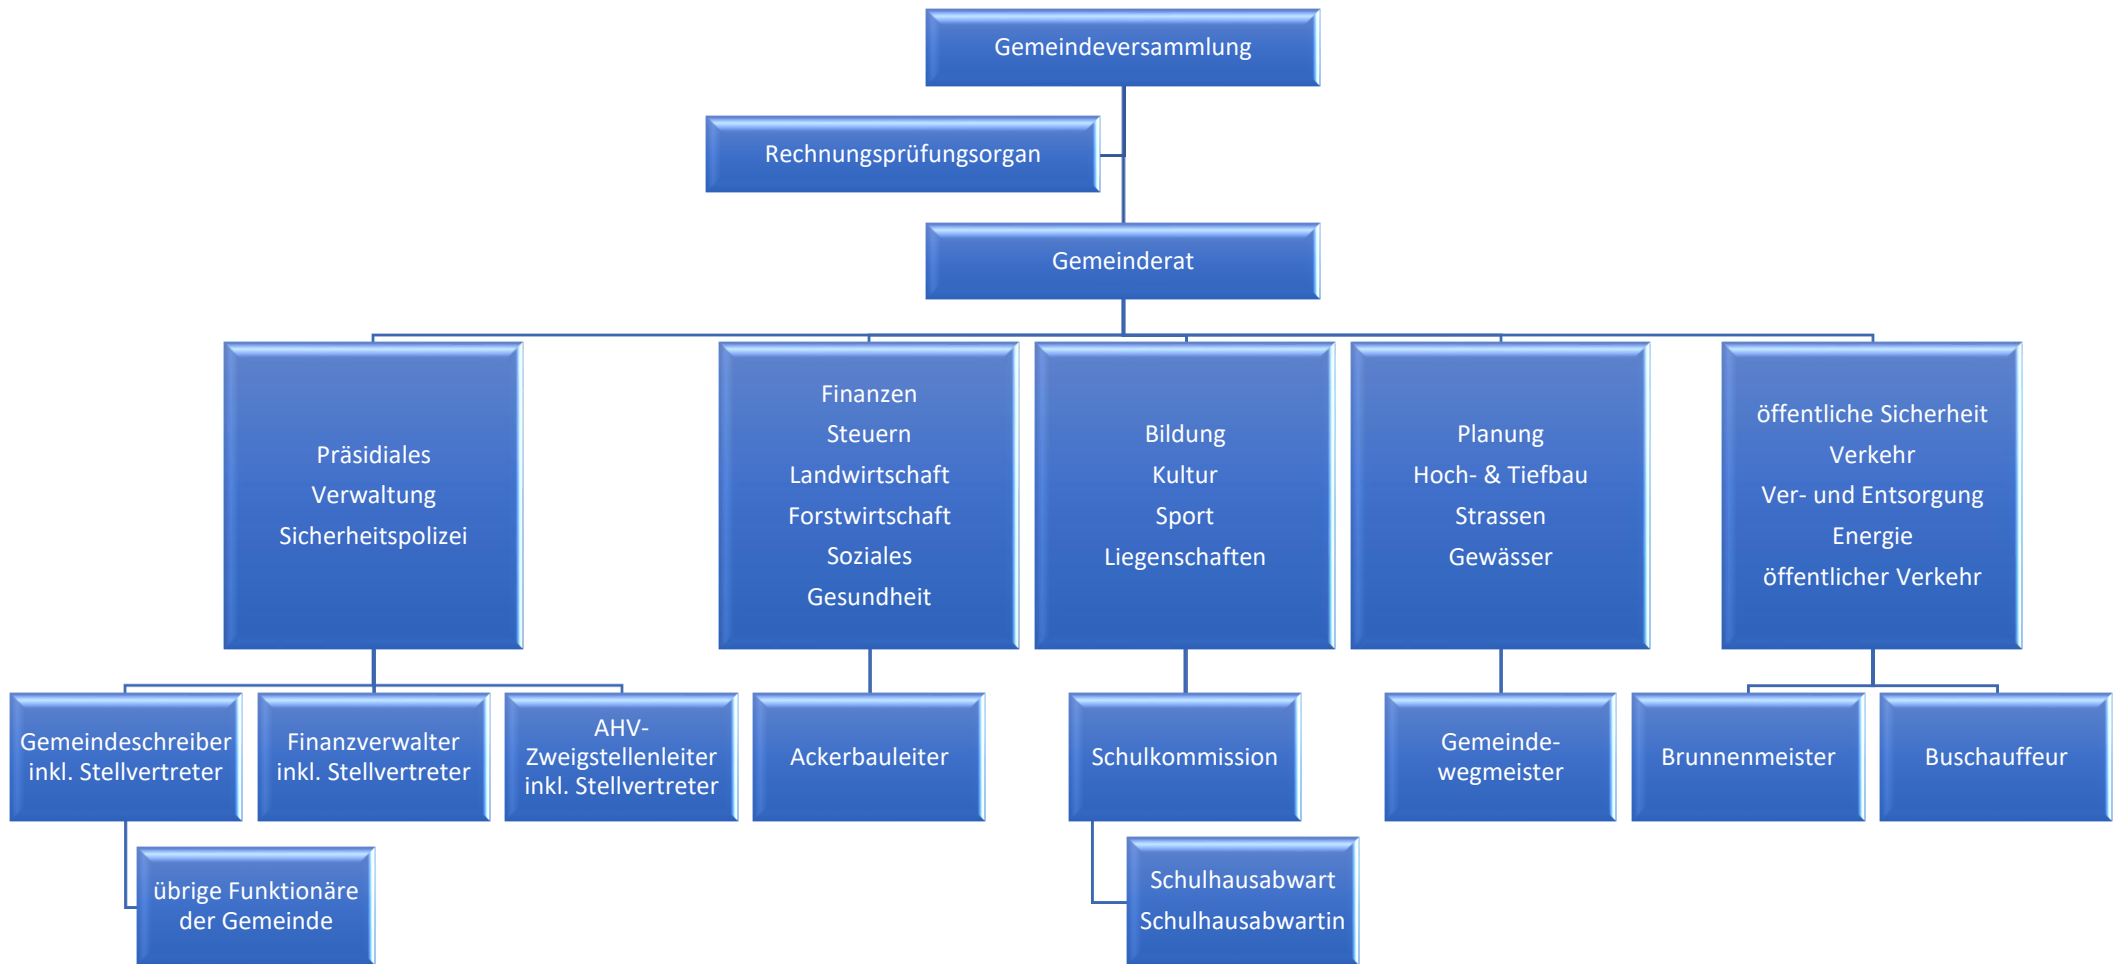 Gemeindeversammlung
Rechnungsprüfungsorgan
Gemeinderat
Präsidiales
Verwaltung
Sicherheitspolizei
Finanzen
Steuern
Landwirtschaft
Forstwirtschaft
Soziales
Gesundheit
Bildung
Kultur
Sport
Liegenschaften
Planung
Hoch- & Tiefbau
Strassen
Gewässer
öffentliche Sicherheit
Verkehr
Ver- und Entsorgung
Energie
öffentlicher Verkehr
Gemeindeschreiber
inkl. Stellvertreter
Finanzverwalter
inkl. Stellvertreter
AHV-
Zweigstellenleiter
inkl. Stellvertreter
Ackerbauleiter
Schulkommission
Gemeinde-
wegmeister
Brunnenmeister
Buschauffeur
übrige Funktionäre
der Gemeinde
Schulhausabwart
Schulhausabwartin